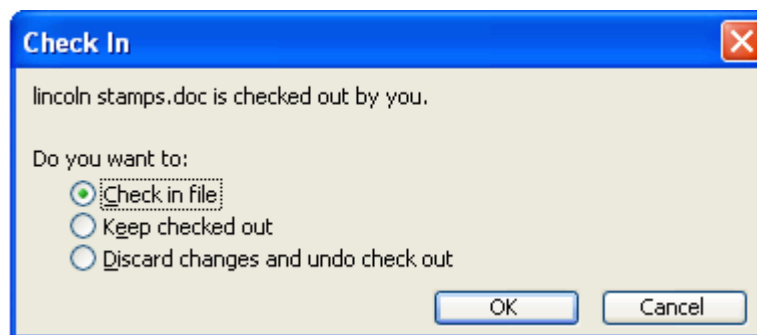 Check In
lincoln stamps.doc is checked out by you.
Do you want to:
Check in file
Keep checked out
Discard changes and undo check out
OK Cancel